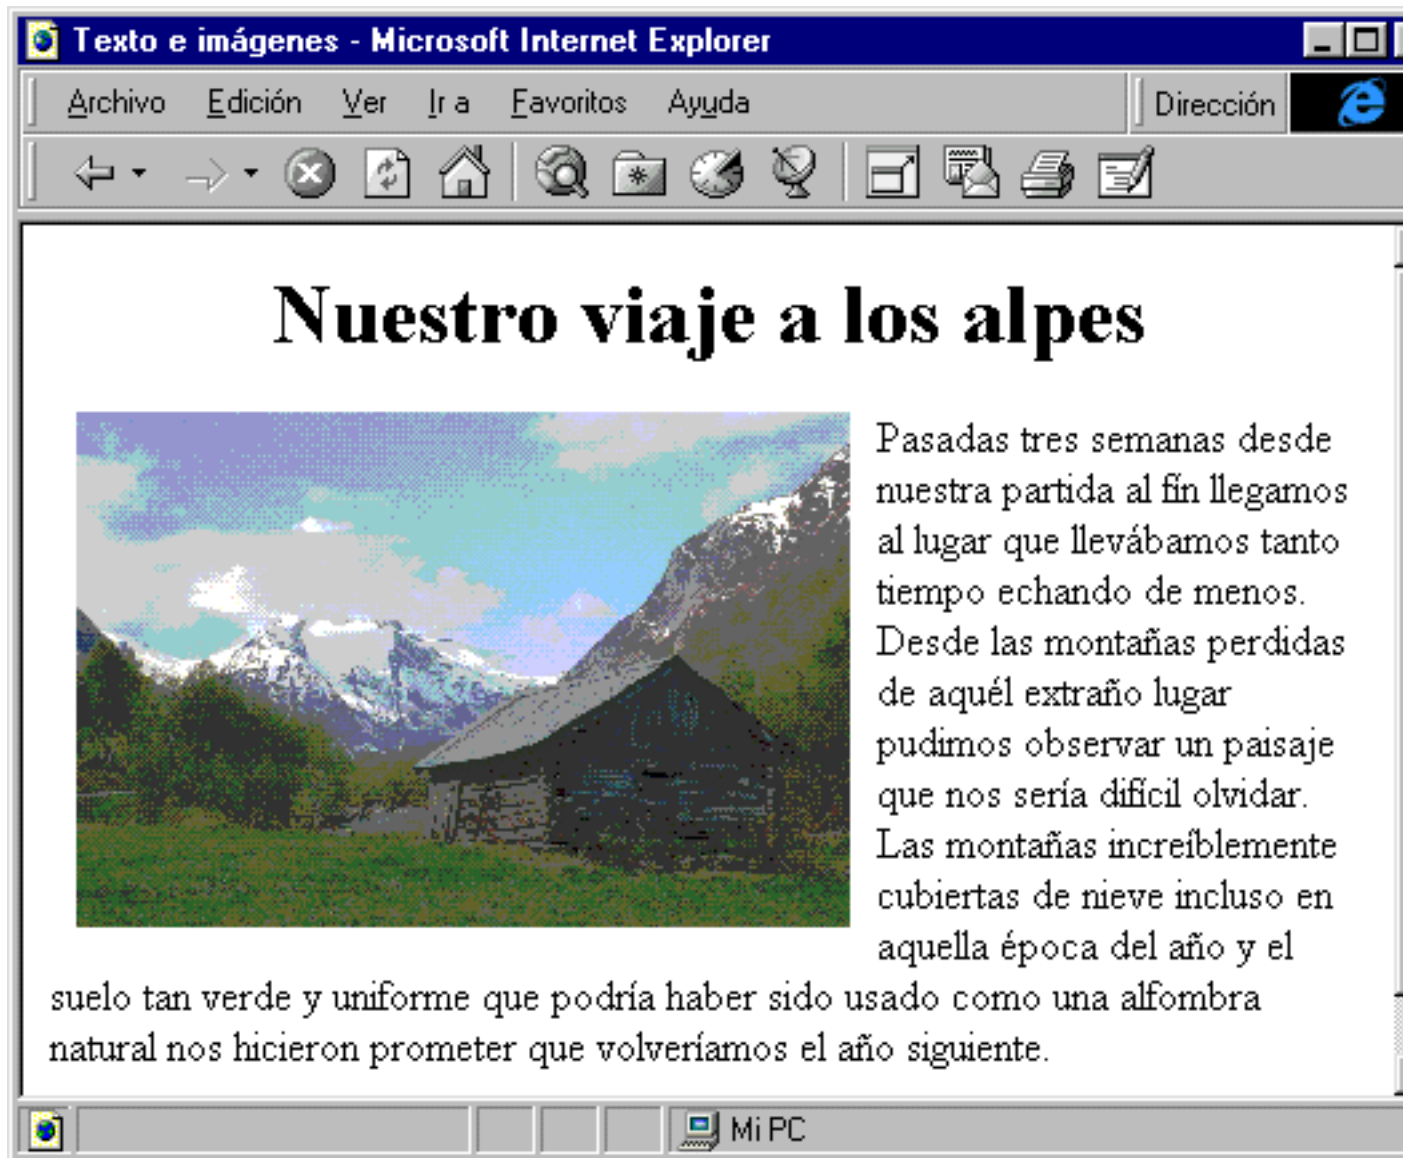 Texto e imágenes - Microsoft Internet Explorer
Archivo Edición Ver Ir a Favoritos Ayuda Dirección
Nuestro viaje a los alpes
Pasadas tres semanas desde
nuestra partida al fín llegamos
al lugar que llevábamos tanto
tiempo echando de menos.
Desde las montañas perdidas
de aquél extraño lugar
pudimos observar un paisaje
que nos sería difícil olvidar.
Las montañas increíblemente
cubiertas de nieve incluso en
aquella época del año y el
suelo tan verde y uniforme que podría haber sido usado como una alfombra
natural nos hicieron prometer que volveríamos el año siguiente.
Mi PC